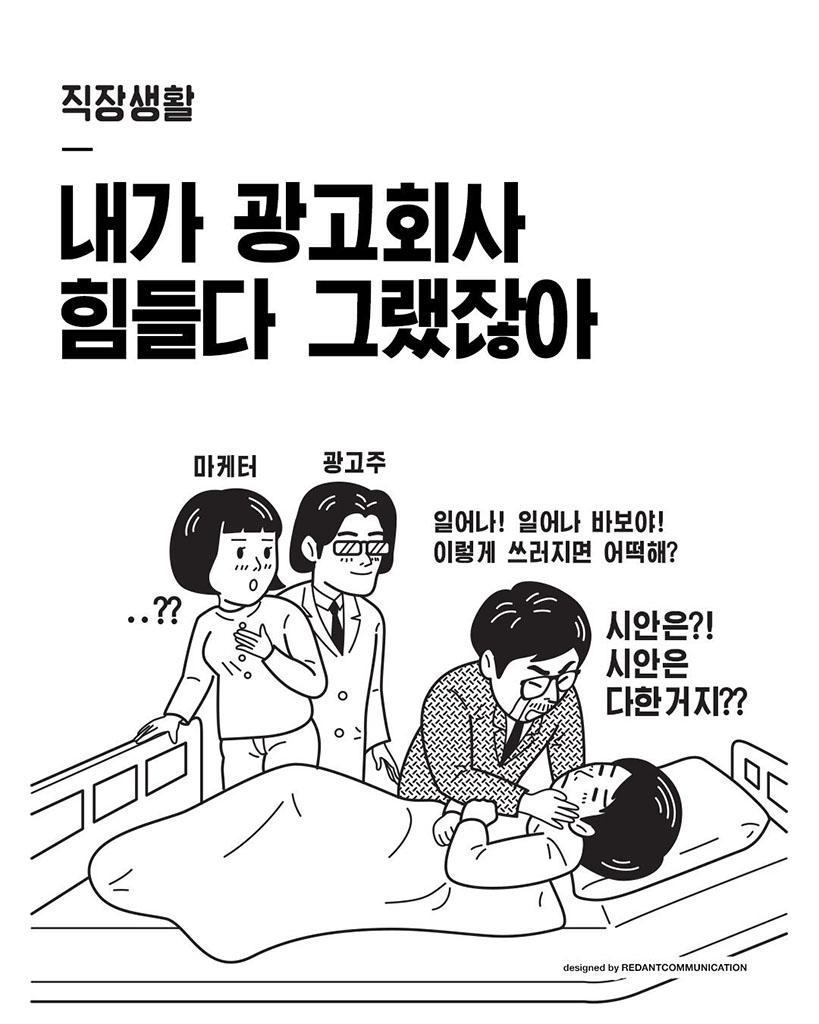 직장생활
내가 광고회사
힘들다 그랬잖아
마케터
광고주
일어나! 일어나 바보야!
이렇게 쓰러지면 어떡해?
..??
시안은?!
시안은
다한거지??
designed by REDANTCOMMUNICATION